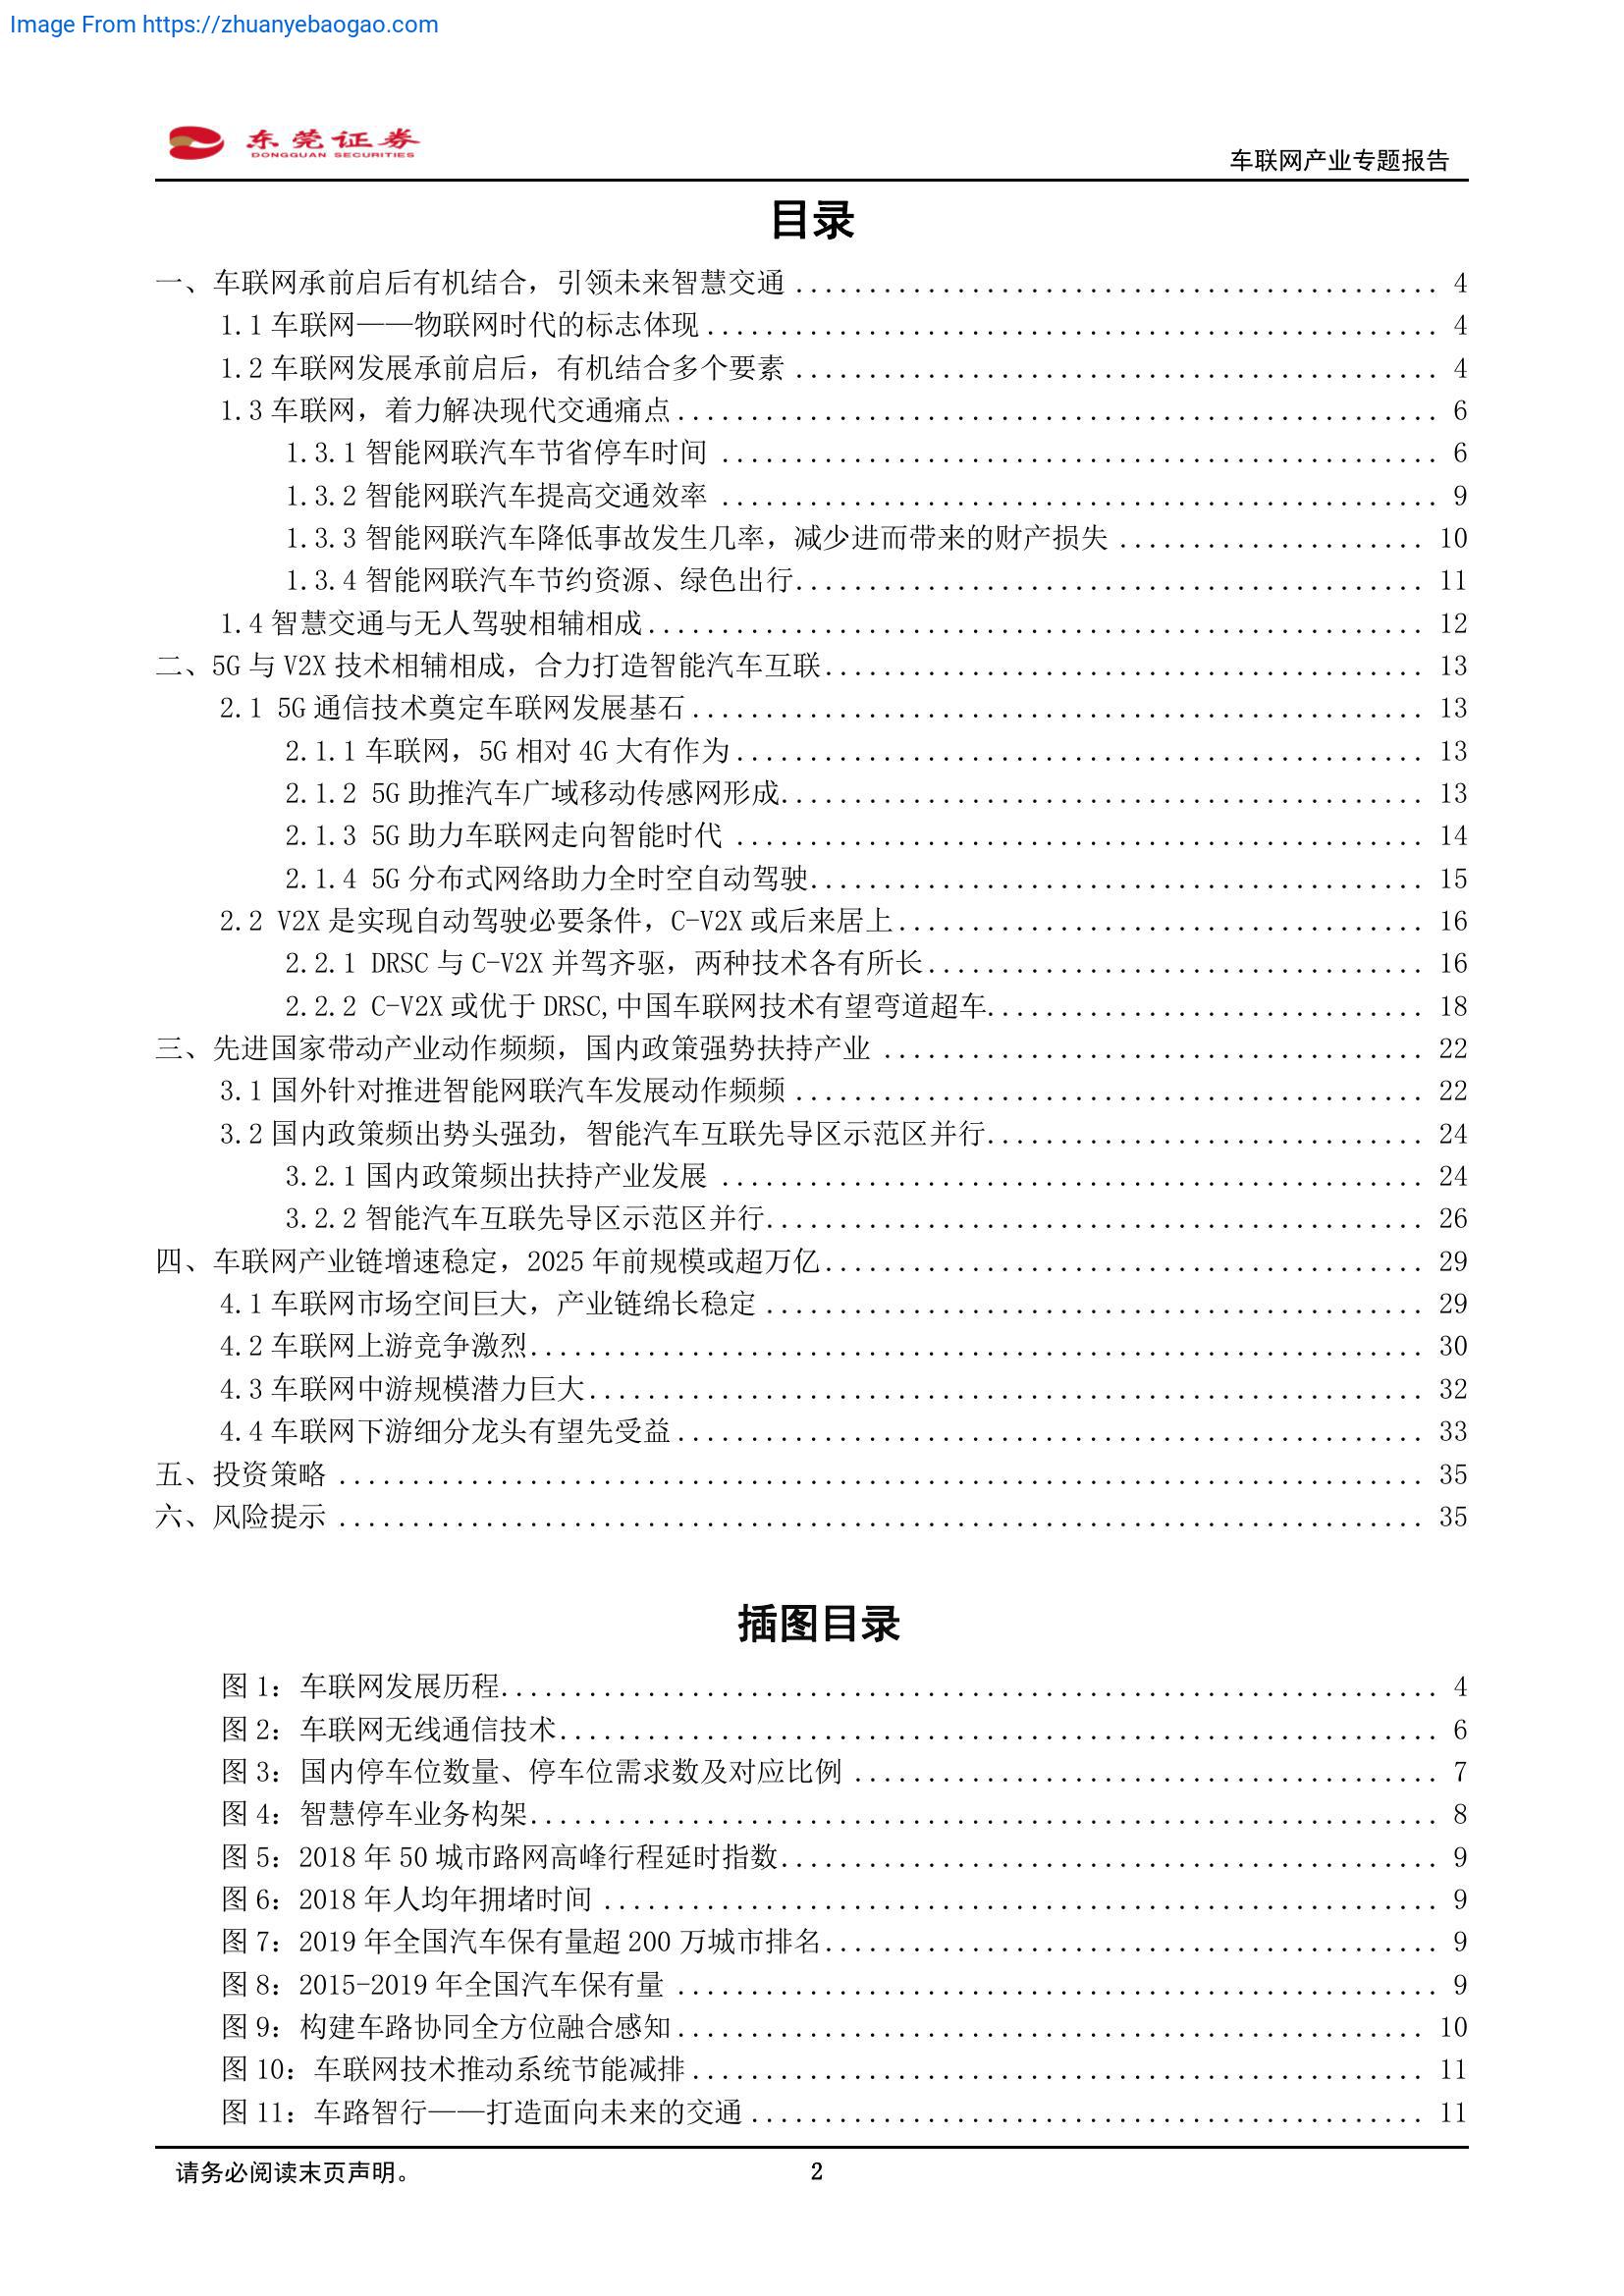 Image From https://zhuanyebaogao.com
东莞证券
DONGGUAN SECURITIES
车联网产业专题报告
目录
一、车联网承前启后有机结合，引领未来智慧交通 ............................................ 4
1.1 车联网——物联网时代的标志体现 .................................................. 4
1.2 车联网发展承前启后，有机结合多个要素 ............................................ 4
1.3 车联网，着力解决现代交通痛点 .................................................... 6
1.3.1 智能网联汽车节省停车时间 ................................................. 6
1.3.2 智能网联汽车提高交通效率 ................................................. 9
1.3.3 智能网联汽车降低事故发生几率，减少进而带来的财产损失 ..................... 10
1.3.4 智能网联汽车节约资源、绿色出行 ........................................... 11
1.4 智慧交通与无人驾驶相辅相成 ..................................................... 12
二、5G 与 V2X 技术相辅相成，合力打造智能汽车互联 ......................................... 13
2.1 5G 通信技术奠定车联网发展基石 .................................................. 13
2.1.1 车联网，5G 相对 4G 大有作为 ............................................... 13
2.1.2 5G 助推汽车广域移动传感网形成 ............................................ 13
2.1.3 5G 助力车联网走向智能时代 ............................................... 14
2.1.4 5G 分布式网络助力全时空自动驾驶 .......................................... 15
2.2 V2X 是实现自动驾驶必要条件，C-V2X 或后来居上 .................................... 16
2.2.1 DRSC 与 C-V2X 并驾齐驱，两种技术各有所长 .................................. 16
2.2.2 C-V2X 或优于 DRSC,中国车联网技术有望弯道超车 .............................. 18
三、先进国家带动产业动作频频，国内政策强势扶持产业 ..................................... 22
3.1 国外针对推进智能网联汽车发展动作频频 ........................................... 22
3.2 国内政策频出势头强劲，智能汽车互联先导区示范区并行 .............................. 24
3.2.1 国内政策频出扶持产业发展 ................................................ 24
3.2.2 智能汽车互联先导区示范区并行 ............................................. 26
四、车联网产业链增速稳定，2025 年前规模或超万亿 ......................................... 29
4.1 车联网市场空间巨大，产业链绵长稳定 ............................................. 29
4.2 车联网上游竞争激烈 ............................................................. 30
4.3 车联网中游规模潜力巨大 ......................................................... 32
4.4 车联网下游细分龙头有望先受益 ................................................... 33
五、投资策略 .......................................................................... 35
六、风险提示 .......................................................................... 35
插图目录
图 1：车联网发展历程 ................................................................ 4
图 2：车联网无线通信技术 ............................................................ 6
图 3：国内停车位数量、停车位需求数及对应比例 ........................................ 7
图 4：智慧停车业务构架 .............................................................. 8
图 5：2018 年 50 城市路网高峰行程延时指数 ............................................. 9
图 6：2018 年人均年拥堵时间 ......................................................... 9
图 7：2019 年全国汽车保有量超 200 万城市排名 .......................................... 9
图 8：2015-2019 年全国汽车保有量 .................................................... 9
图 9：构建车路协同全方位融合感知 ................................................... 10
图 10：车联网技术推动系统节能减排 .................................................. 11
图 11：车路智行——打造面向未来的交通 .............................................. 11
请务必阅读末页声明。
2